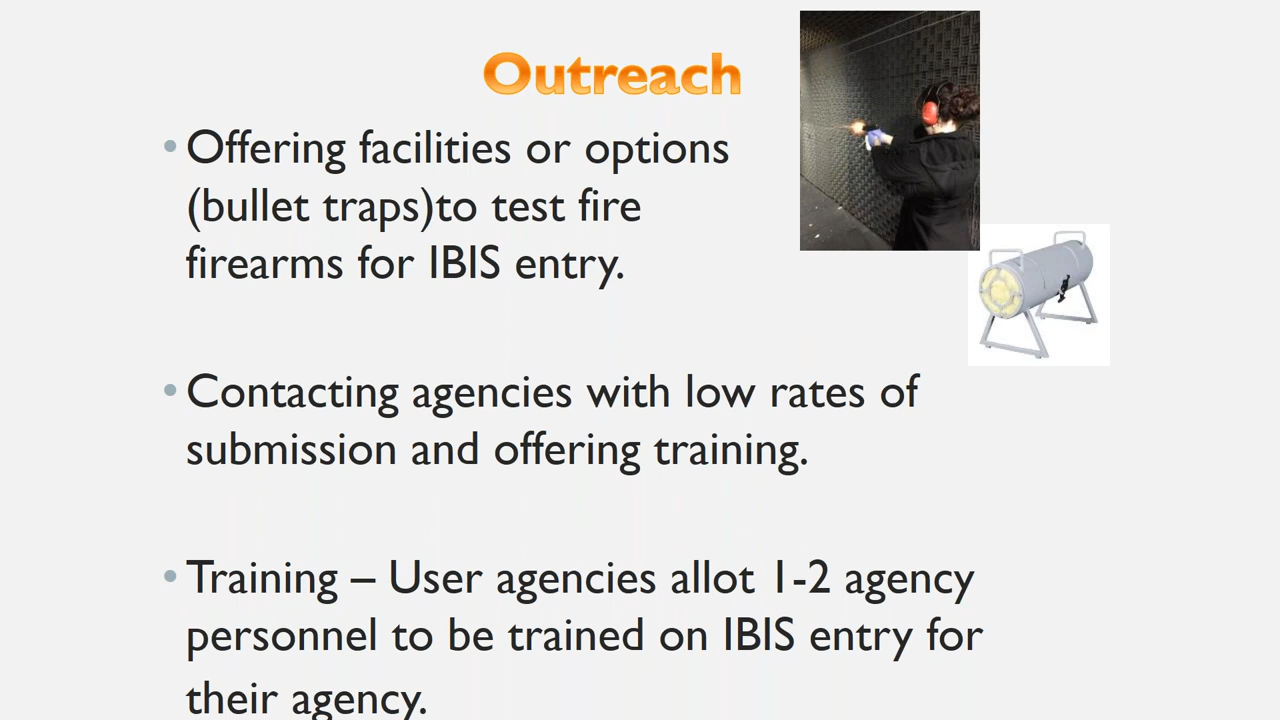 Outreach
• Offering facilities or options
(bullet traps)to test fire
firearms for IBIS entry.
• Contacting agencies with low rates of
submission and offering training.
• Training – User agencies allot 1-2 agency
personnel to be trained on IBIS entry for
their agency.